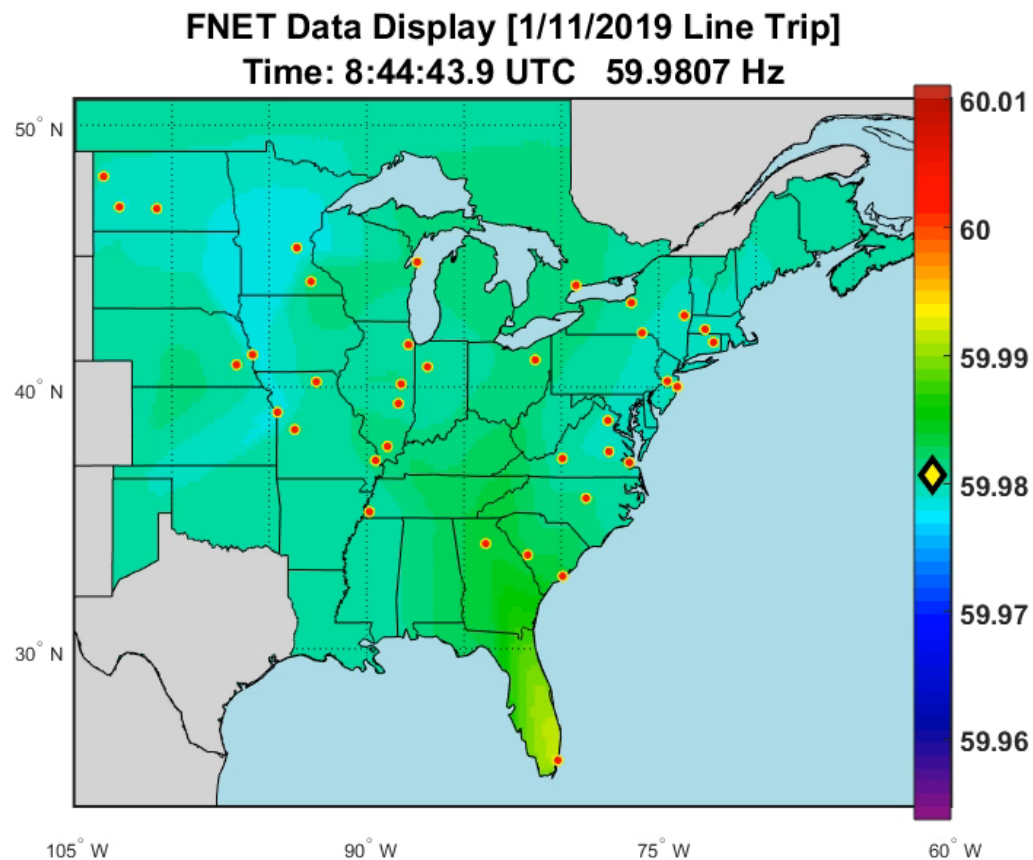 FNET Data Display [1/11/2019 Line Trip]
Time: 8:44:43.9 UTC 59.9807 Hz
60.01
50° N
60
59.99
40° N
59.98
59.97
30° N
59.96
105° W
90° W
75° W
60° W